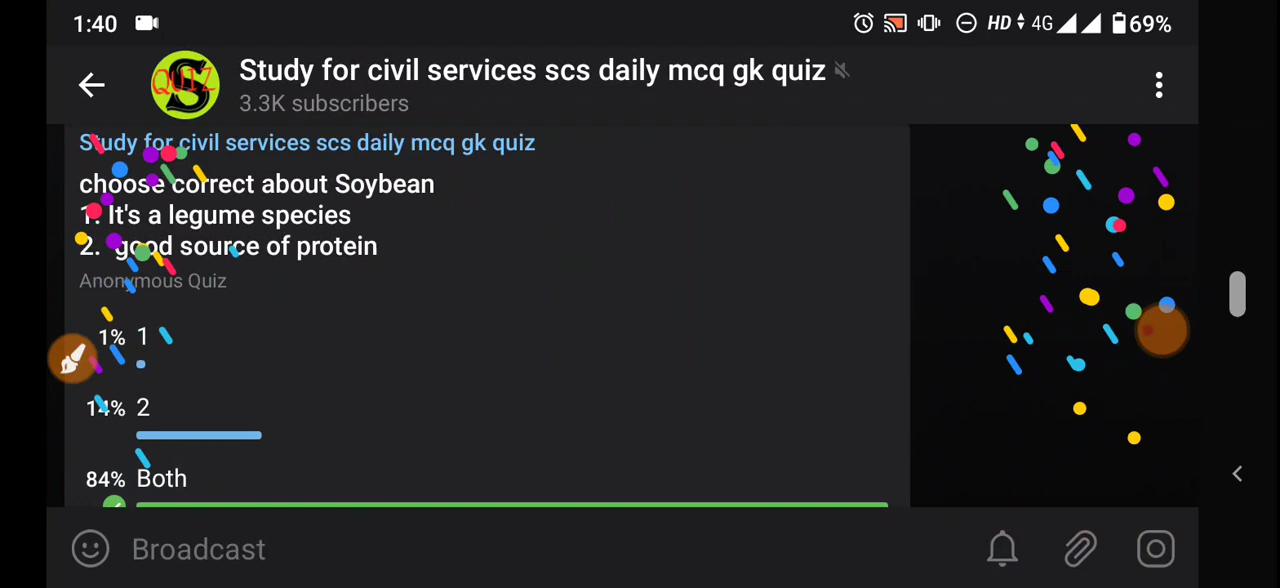 1:40 HD 4G 69%
QUIZ S
Study for civil services scs daily mcq gk quiz
3.3K subscribers
Study for civil services scs daily mcq gk quiz
choose correct about Soybean
1. It's a legume species
2. good source of protein
Anonymous Quiz
1% 1
14% 2
84% Both
Broadcast